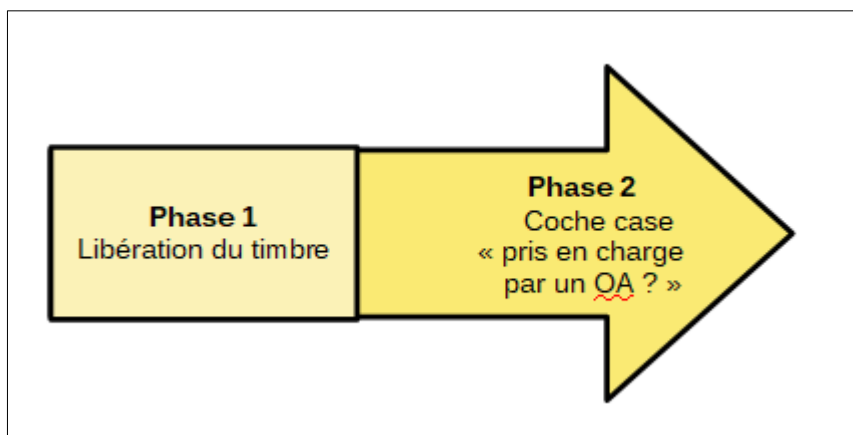 Phase 1
Libération du timbre
Phase 2
Coche case
« pris en charge
par un OA ? »